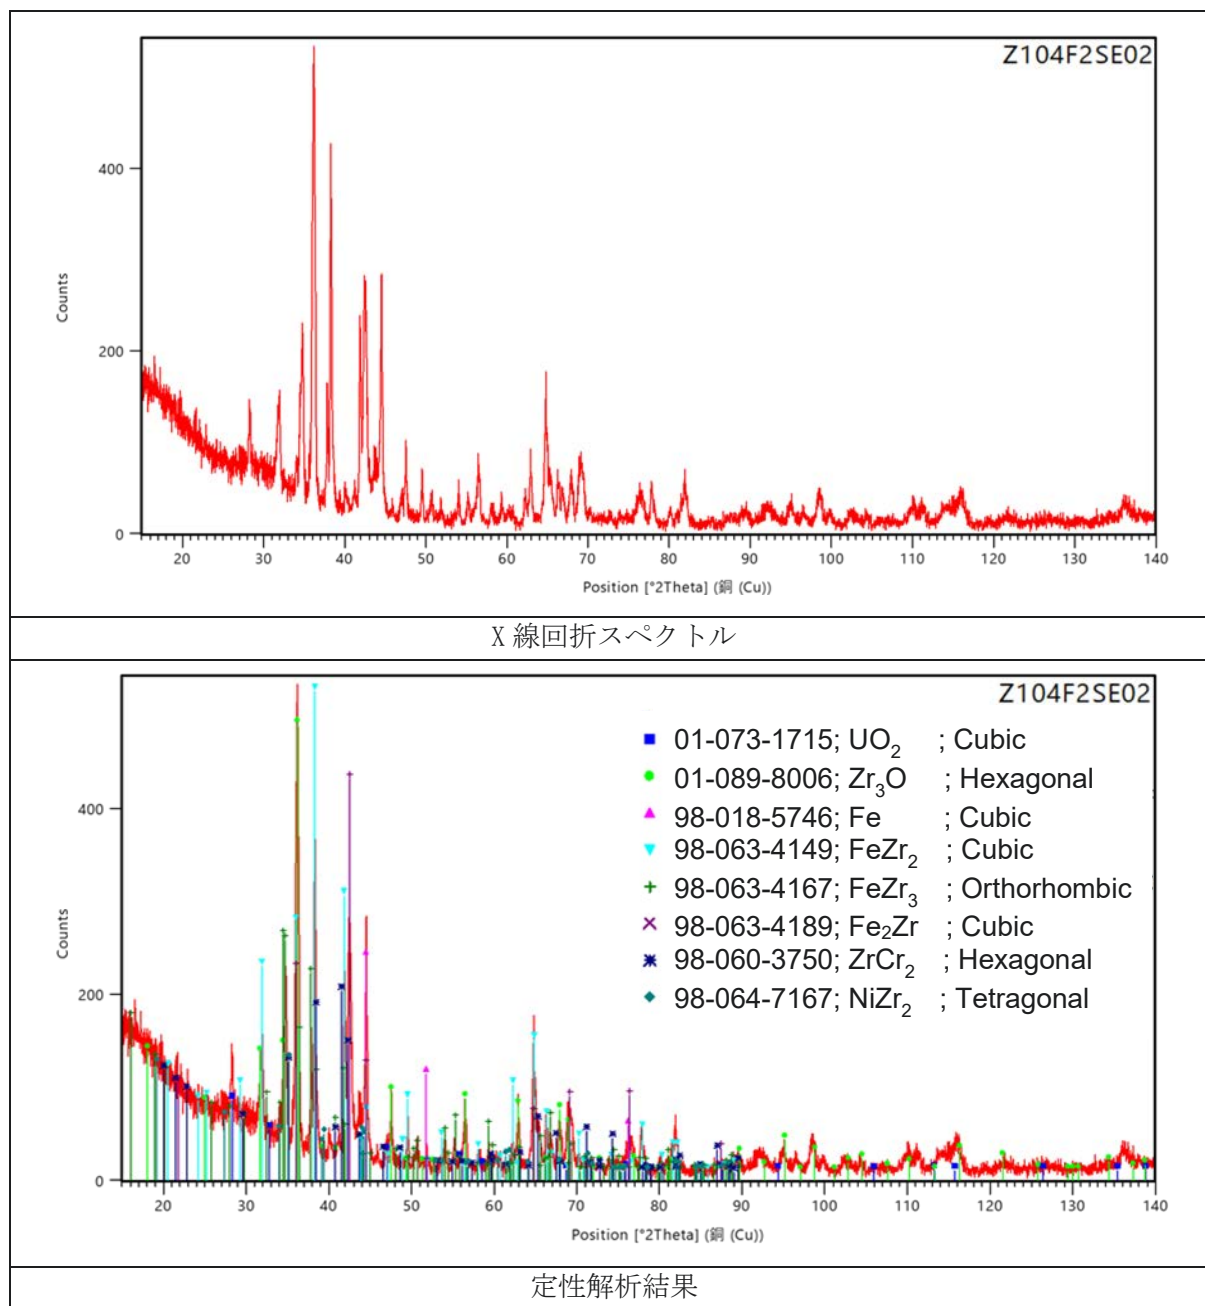 Z104F2SE02
400
200
0
Counts
20 30 40 50 60 70 80 90 100 110 120 130 140
Position [°2Theta] (銅 (Cu))
X 線回折スペクトル
Z104F2SE02
01-073-1715; UO₂ ; Cubic
01-089-8006; Zr₃O ; Hexagonal
98-018-5746; Fe ; Cubic
98-063-4149; FeZr₂ ; Cubic
98-063-4167; FeZr₃ ; Orthorhombic
98-063-4189; Fe₂Zr ; Cubic
98-060-3750; ZrCr₂ ; Hexagonal
98-064-7167; NiZr₂ ; Tetragonal
400
200
0
Counts
20 30 40 50 60 70 80 90 100 110 120 130 140
Position [°2Theta] (銅 (Cu))
定性解析結果